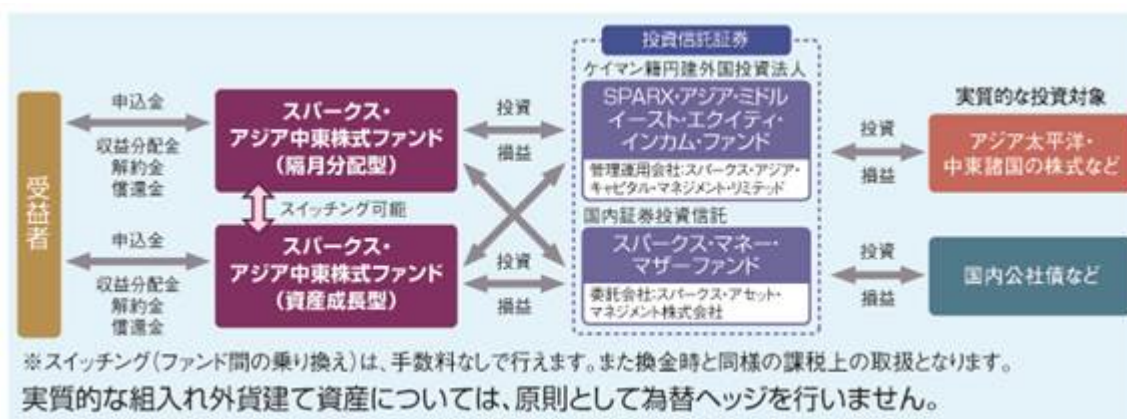 投資信託証券
ケイマン籍円建外国投資法人
受益者
申込金
収益分配金
解約金
償還金
スパークス・
アジア中東株式ファンド
(隔月分配型)
投資
損益
SPARX・アジア・ミドル
イースト・エクイティ・
インカム・ファンド
管理運用会社:スパークス・アジア・
キャピタル・マネジメント・リミテッド
投資
損益
実質的な投資対象
アジア太平洋・
中東諸国の株式など
スイッチング可能
国内証券投資信託
申込金
収益分配金
解約金
償還金
スパークス・
アジア中東株式ファンド
(資産成長型)
投資
損益
スパークス・マネー・
マザーファンド
委託会社:スパークス・アセット・
マネジメント株式会社
投資
損益
国内公社債など
※スイッチング(ファンド間の乗り換え)は、手数料なしで行えます。また換金時と同様の課税上の取扱となります。
実質的な組入れ外貨建て資産については、原則として為替ヘッジを行いません。